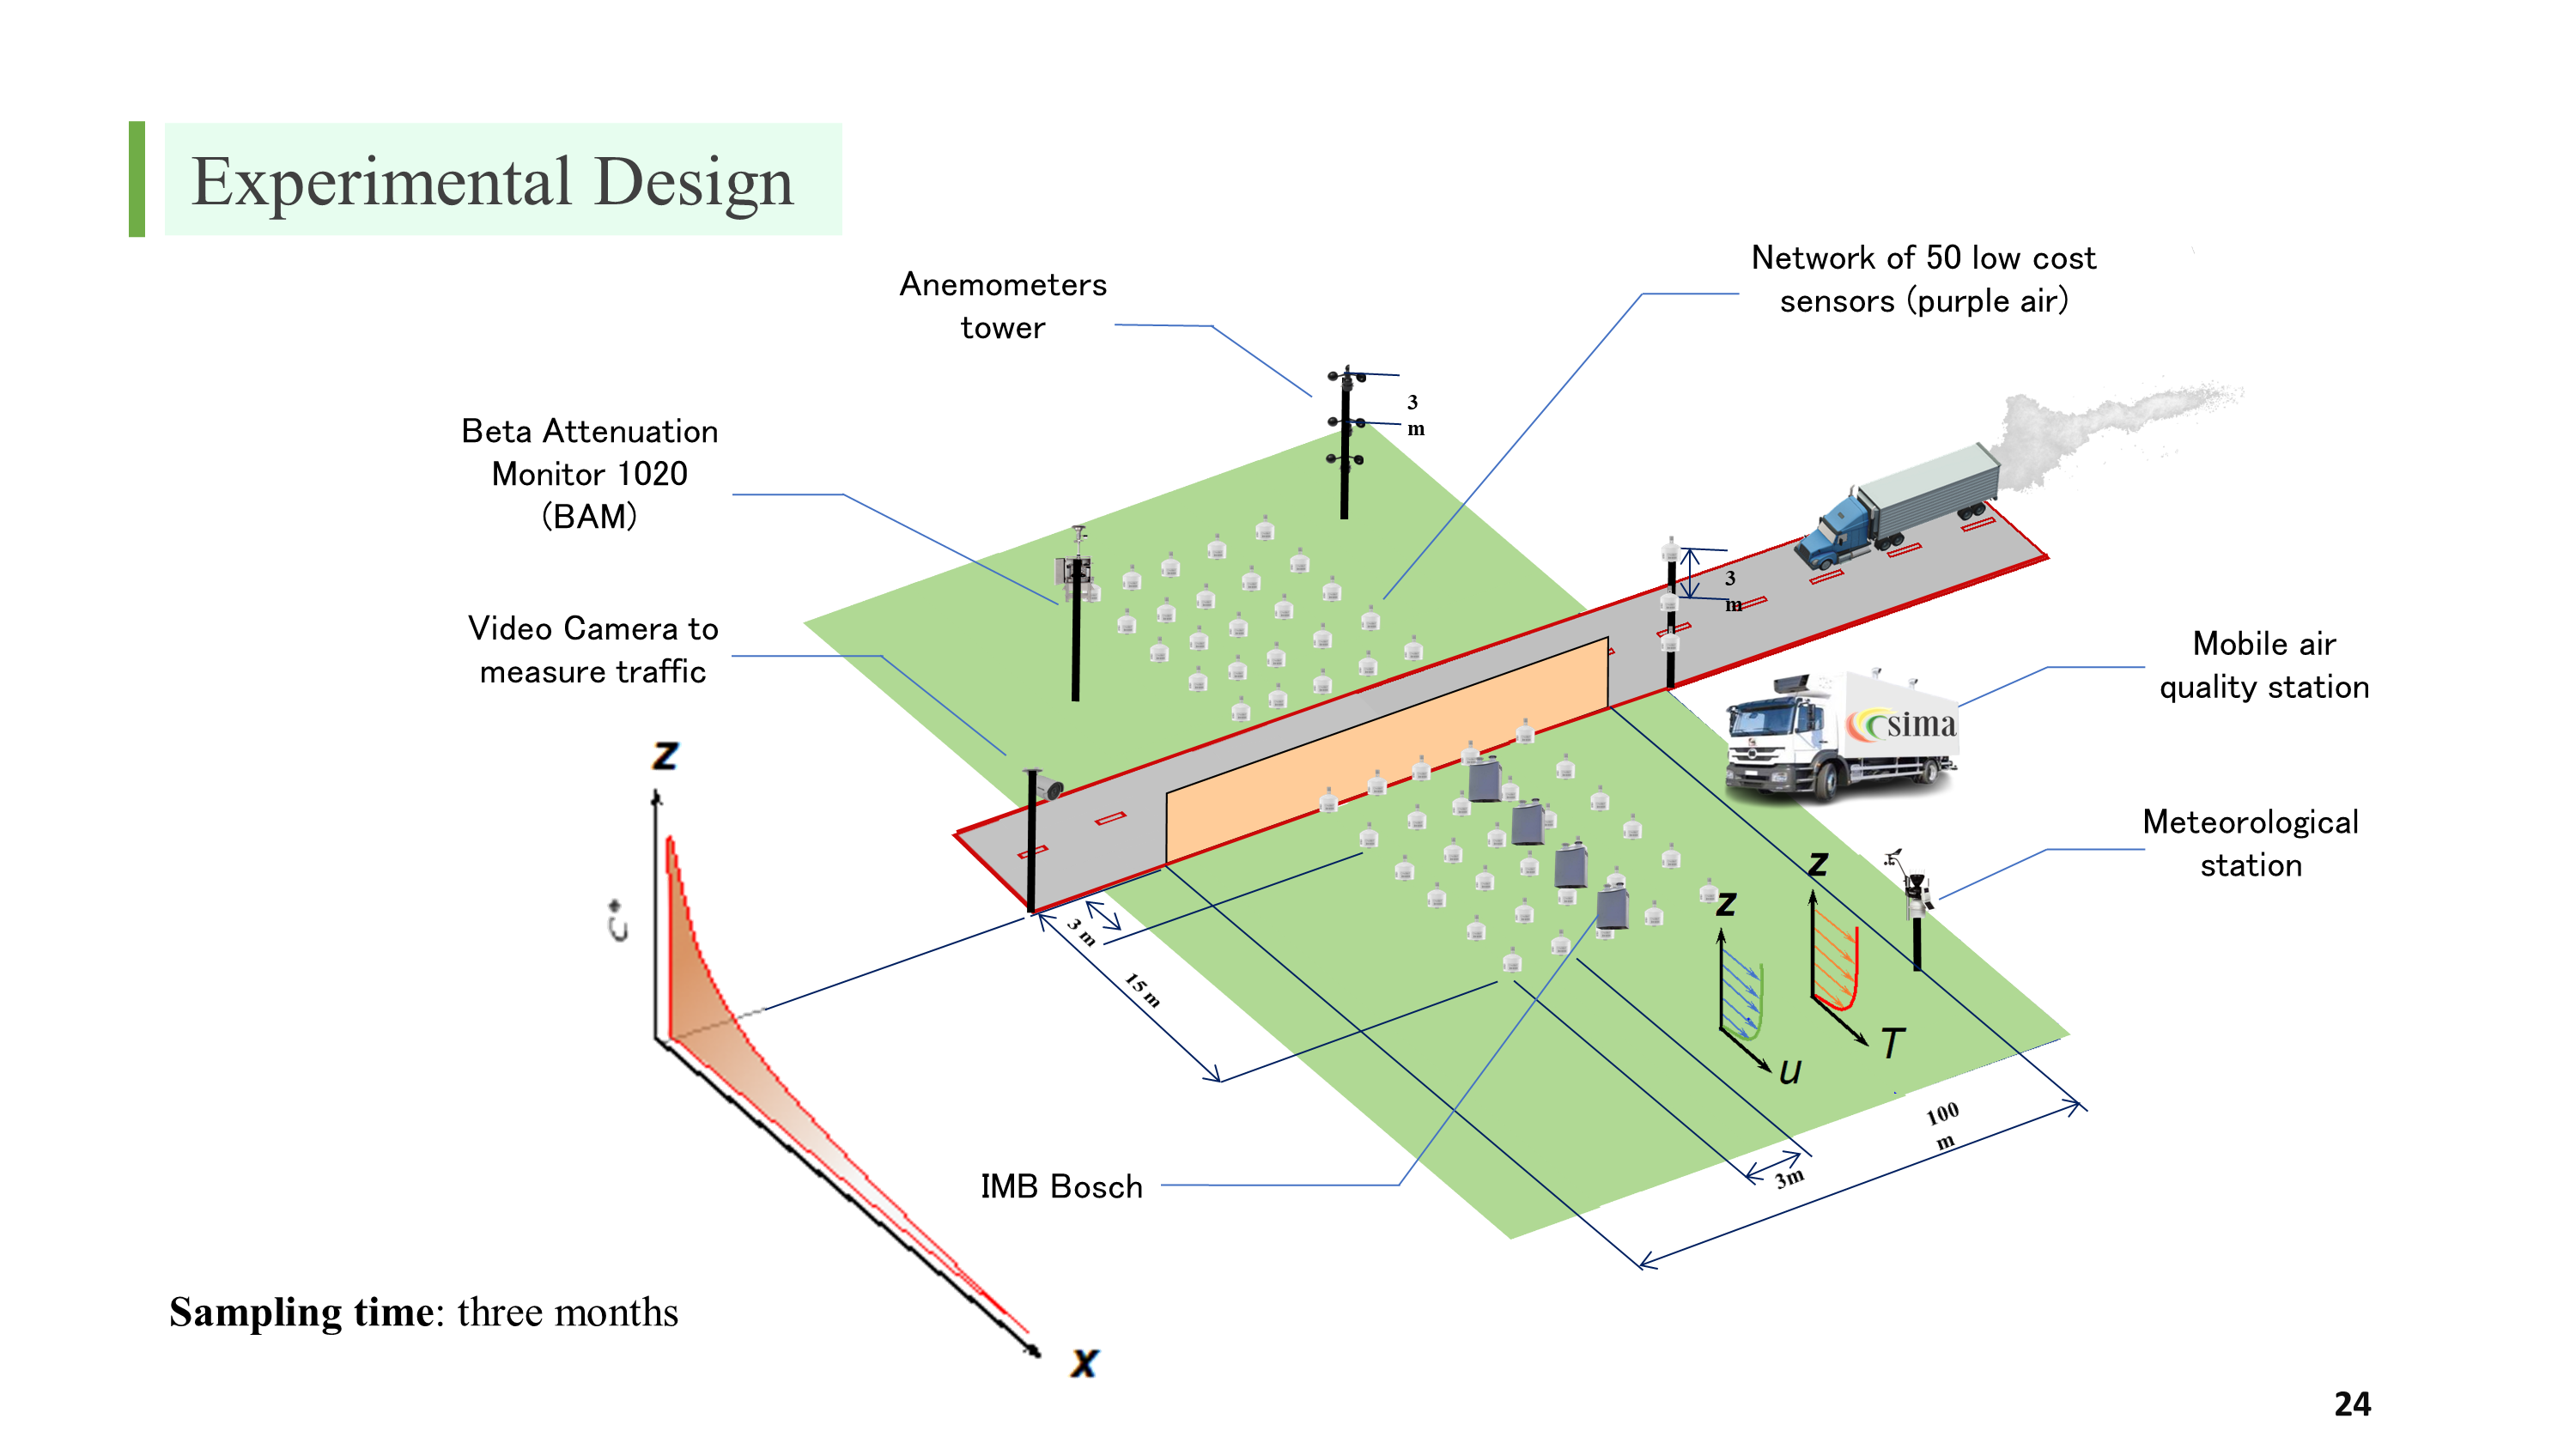 Experimental Design
Network of 50 low cost
sensors (purple air)
Anemometers
tower
3
m
Beta Attenuation
Monitor 1020
(BAM)
3
m
Video Camera to
measure traffic
Mobile air
quality station
sima
z
Meteorological
station
z
z
c*
3 m
15 m
T
u
100
m
3m
IMB Bosch
Sampling time: three months
x
24